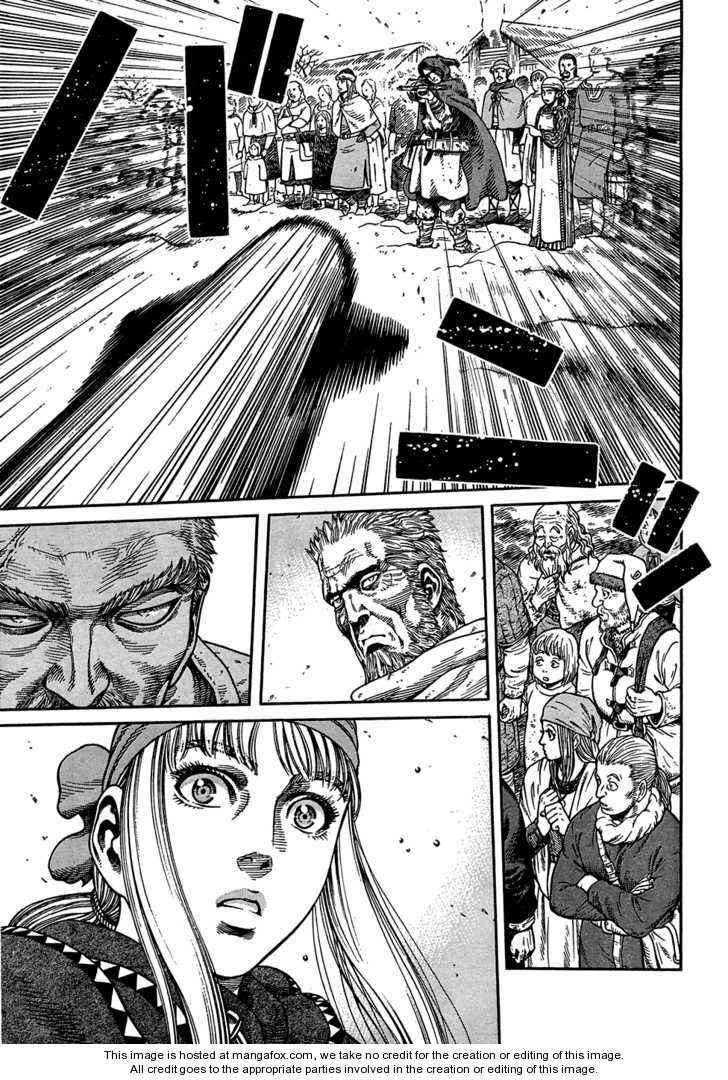 This image is hosted at mangafox.com, we take no credit for the creation or editing of this image.
All credit goes to the appropriate parties involved in the creation or editing of this image.